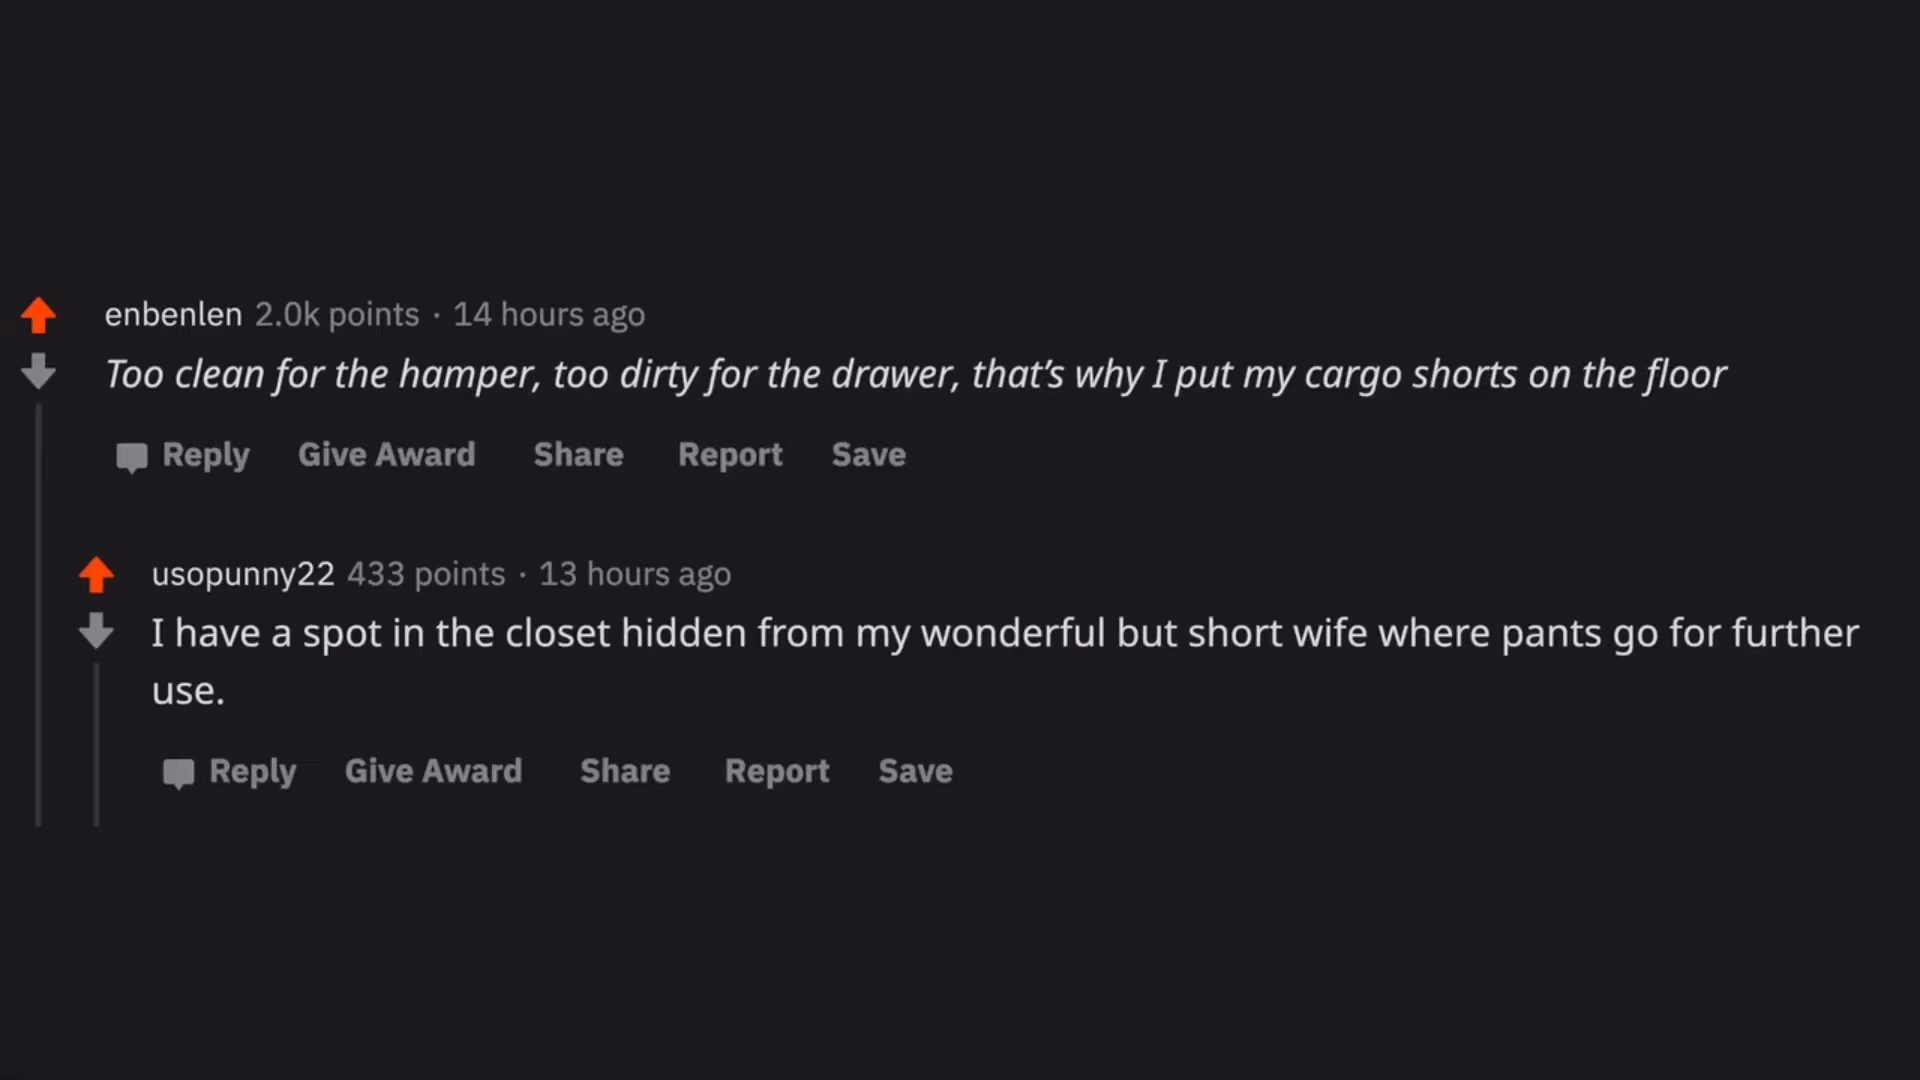 enbenlen 2.0k points · 14 hours ago
Too clean for the hamper, too dirty for the drawer, that’s why I put my cargo shorts on the floor
Reply Give Award Share Report Save
usopunny22 433 points · 13 hours ago
I have a spot in the closet hidden from my wonderful but short wife where pants go for further
use.
Reply Give Award Share Report Save